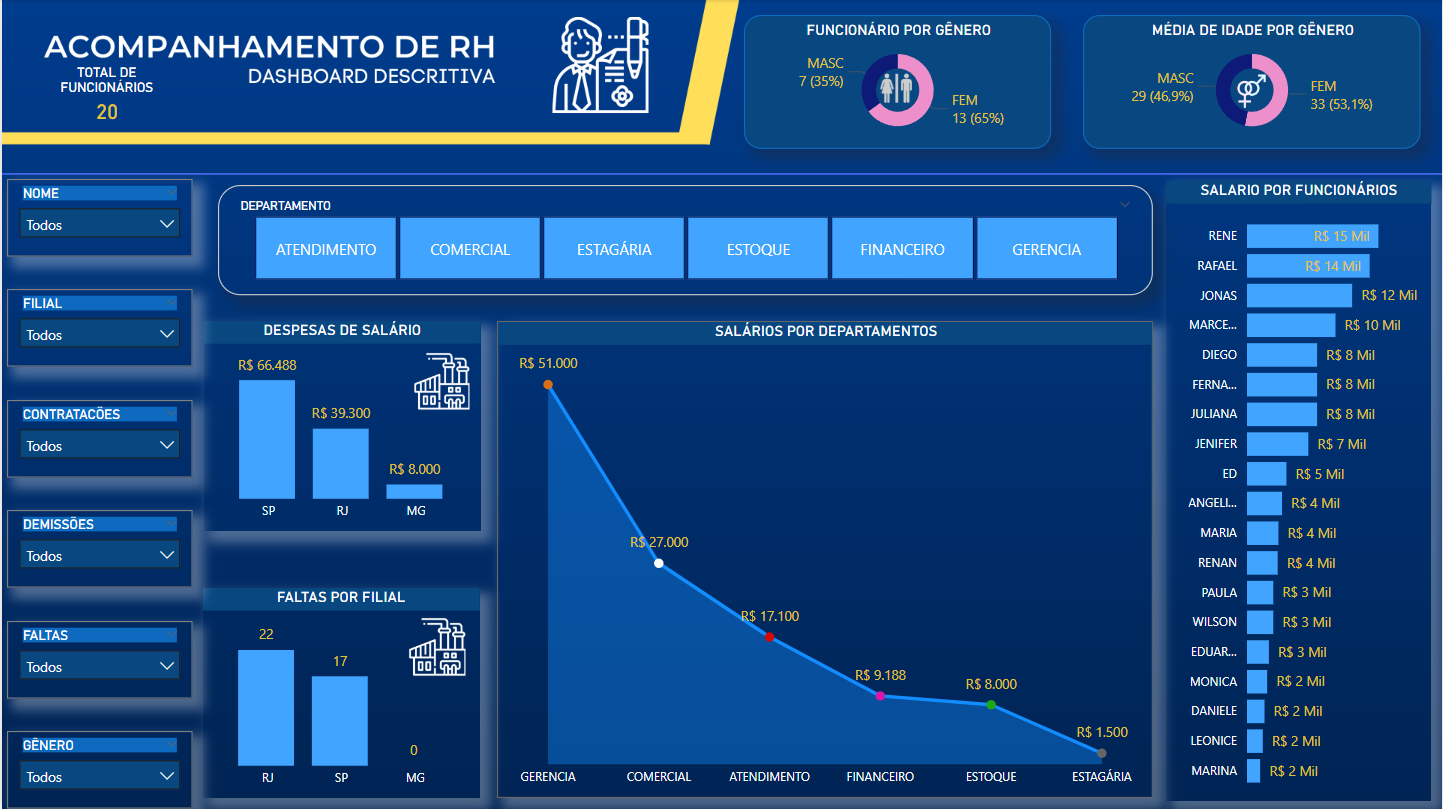 ACOMPANHAMENTO DE RH
DASHBOARD DESCRITIVA
TOTAL DE
FUNCIONÁRIOS
20
FUNCIONÁRIO POR GÊNERO
MASC
7 (35%)
FEM
13 (65%)
MÉDIA DE IDADE POR GÊNERO
MASC
29 (46,9%)
FEM
33 (53,1%)
NOME
Todos
FILIAL
Todos
CONTRATACÕES
Todos
DEMISSÕES
Todos
FALTAS
Todos
GÊNERO
Todos
DEPARTAMENTO
ATENDIMENTO
COMERCIAL
ESTAGÁRIA
ESTOQUE
FINANCEIRO
GERENCIA
DESPESAS DE SALÁRIO
R$ 66.488
R$ 39.300
R$ 8.000
SP
RJ
MG
FALTAS POR FILIAL
22
17
0
RJ
SP
MG
SALÁRIOS POR DEPARTAMENTOS
R$ 51.000
R$ 27.000
R$ 17.100
R$ 9.188
R$ 8.000
R$ 1.500
GERENCIA
COMERCIAL
ATENDIMENTO
FINANCEIRO
ESTOQUE
ESTAGÁRIA
SALARIO POR FUNCIONÁRIOS
RENE R$ 15 Mil
RAFAEL R$ 14 Mil
JONAS R$ 12 Mil
MARCE... R$ 10 Mil
DIEGO R$ 8 Mil
FERNA... R$ 8 Mil
JULIANA R$ 8 Mil
JENIFER R$ 7 Mil
ED R$ 5 Mil
ANGELI... R$ 4 Mil
MARIA R$ 4 Mil
RENAN R$ 4 Mil
PAULA R$ 3 Mil
WILSON R$ 3 Mil
EDUAR... R$ 3 Mil
MONICA R$ 2 Mil
DANIELE R$ 2 Mil
LEONICE R$ 2 Mil
MARINA R$ 2 Mil